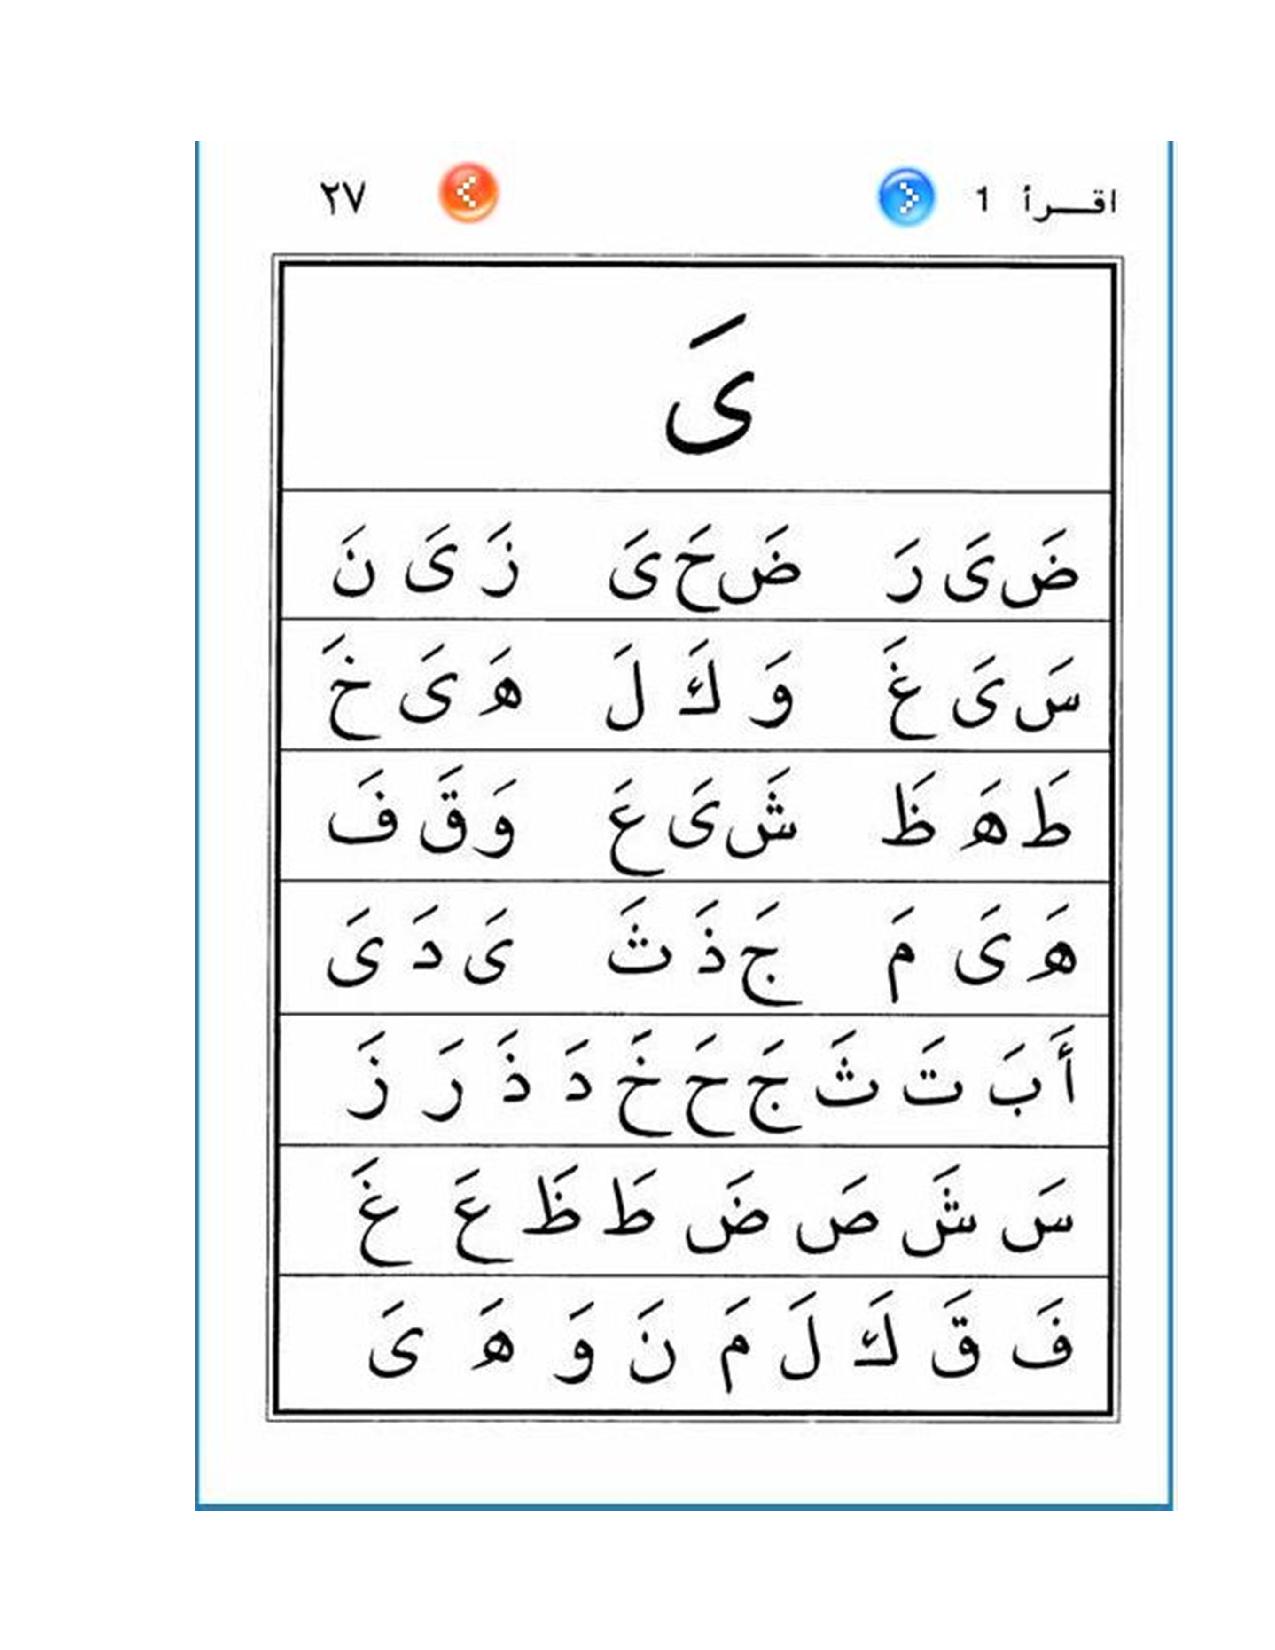 اقـــرأ 1 ٢٧
ىَ
ضَ ىَ رَ ضَ حَ ىَ زَ ىَ نَ
سَ ىَ غَ وَ كَ لَ هَ ىَ خَ
طَ هَ ظَ شَ ىَ عَ وَ قَ فَ
هَ ىَ مَ جَ ذَ ثَ ىَ دَ ىَ
أَ بَ تَ ثَ جَ حَ خَ دَ ذَ رَ زَ
سَ شَ صَ ضَ طَ ظَ عَ غَ
فَ قَ كَ لَ مَ نَ وَ هَ ىَ